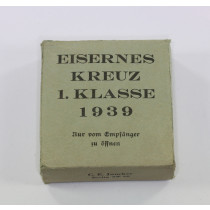 EISERNES
KREUZ
1. KLASSE
1939
Nur vom Empfänger
zu öffnen